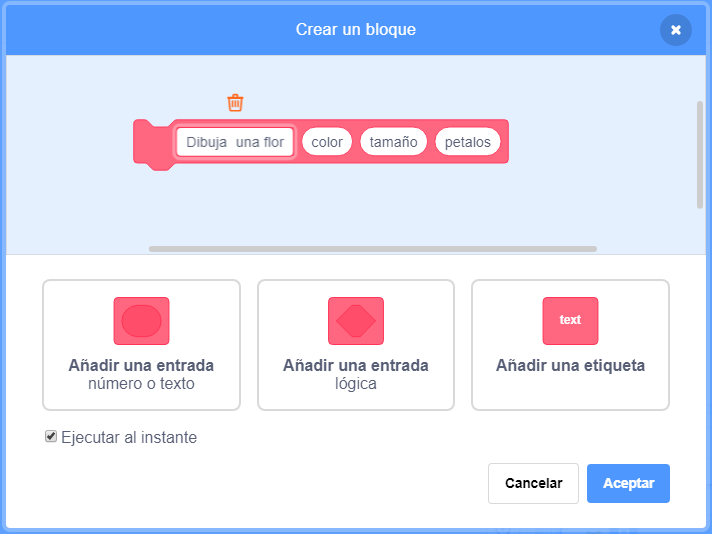 Crear un bloque
Dibuja  una flor color tamaño petalos
text
Añadir una entrada
número o texto
Añadir una entrada
lógica
Añadir una etiqueta
Ejecutar al instante
Cancelar Aceptar